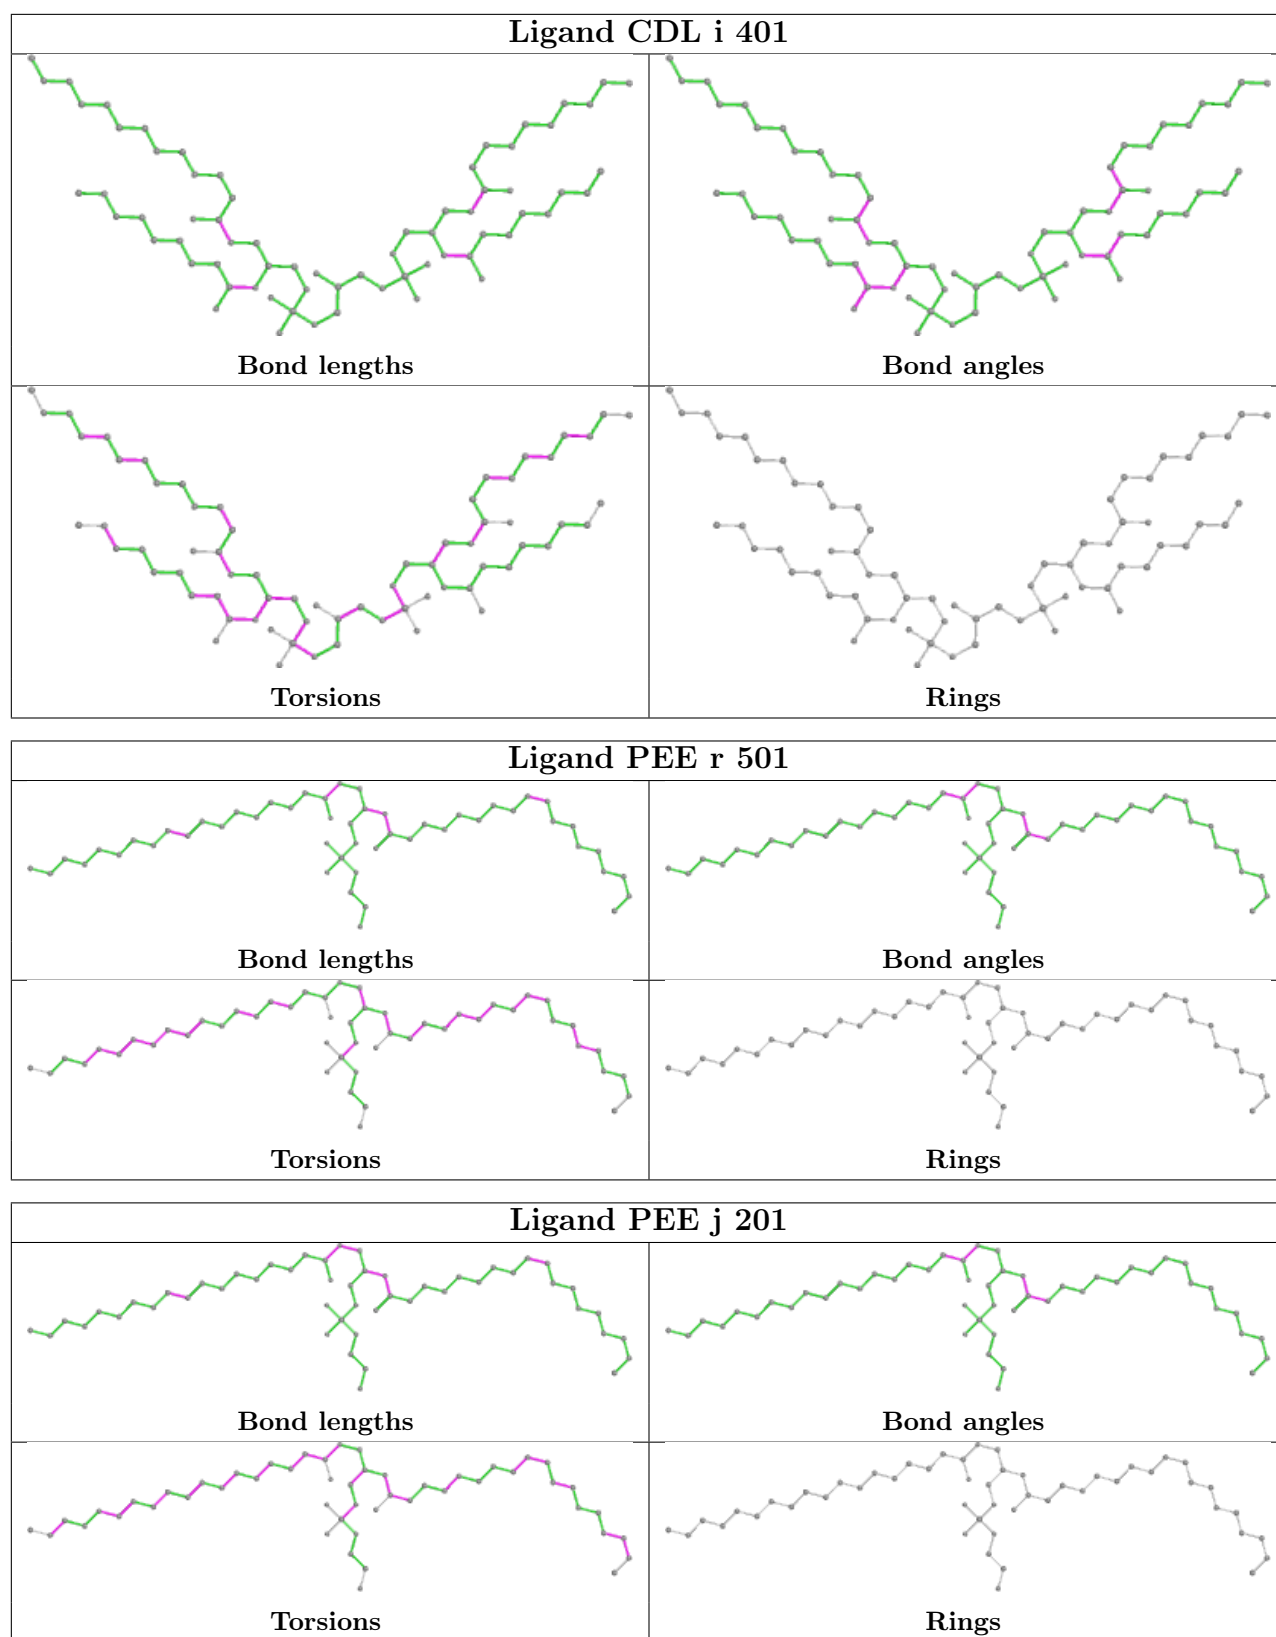 Ligand CDL i 401
Bond lengths Bond angles
Torsions Rings
Ligand PEE r 501
Bond lengths Bond angles
Torsions Rings
Ligand PEE j 201
Bond lengths Bond angles
Torsions Rings